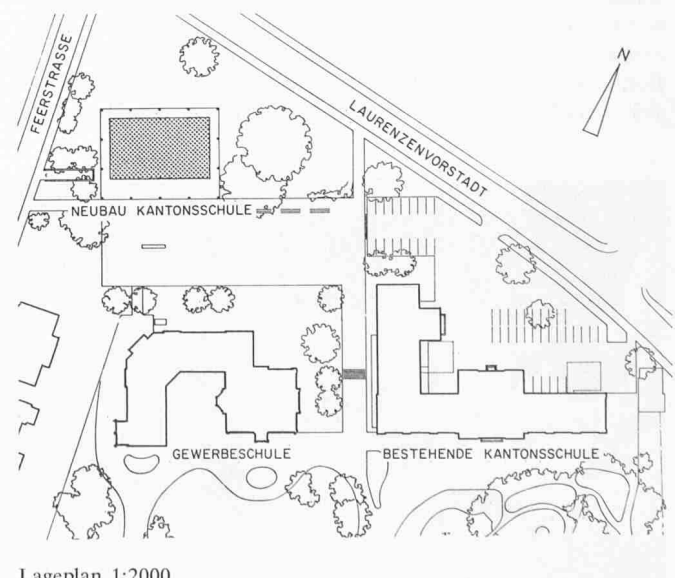 N
FEERSTRASSE
LAURENZENVORSTADT
NEUBAU KANTONSSCHULE
GEWERBESCHULE
BESTEHENDE KANTONSSCHULE
Lageplan 1:2000